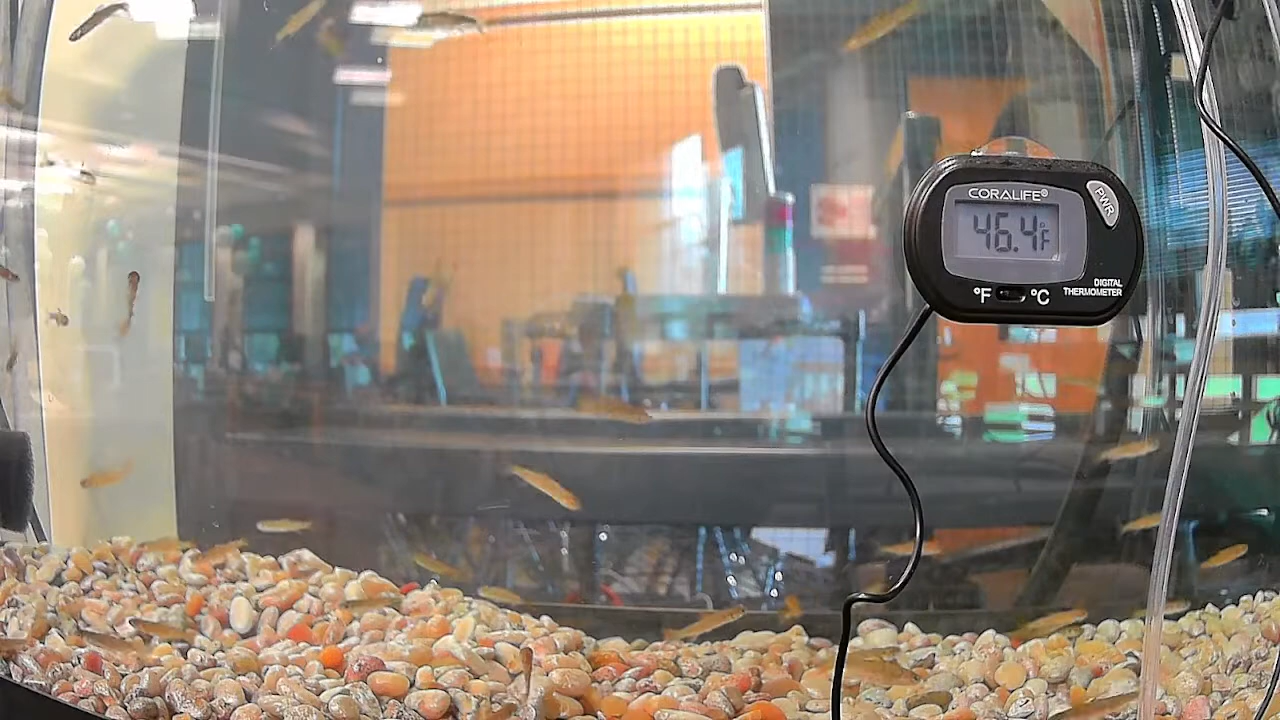 CORALIFE®
PWR
46.4°F
DIGITAL
THERMOMETER
°F °C